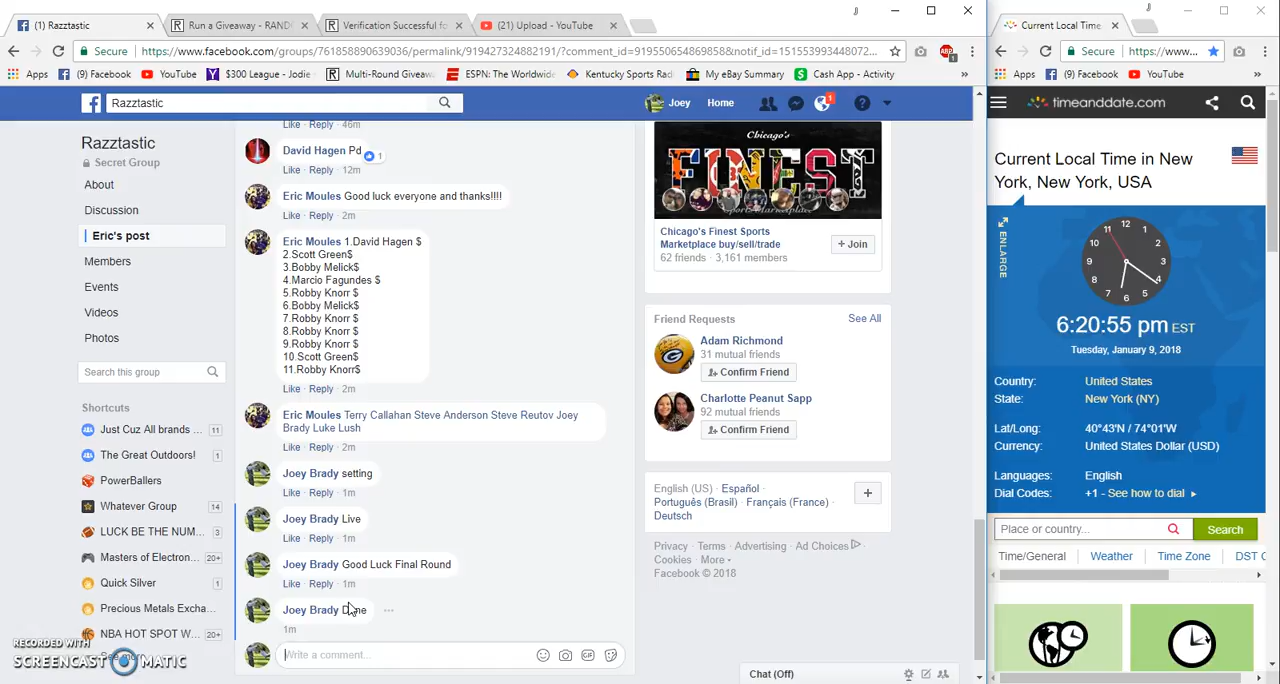 (1) Razztastic
Run a Giveaway - RAND
Verification Successful fo
(21) Upload - YouTube
Current Local Time
Secure
https://www.facebook.com/groups/761858890639036/permalink/919427324882191/?comment_id=919550654869858&notif_id=151553993448072...
Secure
https://www...
Apps
(9) Facebook
YouTube
$300 League - Jodie
Multi-Round Giveaw
ESPN: The Worldwide
Kentucky Sports Rad
My eBay Summary
Cash App - Activity
Apps
(9) Facebook
YouTube
Razztastic
Joey
Home
1
timeanddate.com
Razztastic
Secret Group
About
Discussion
Eric's post
Members
Events
Videos
Photos
Search this group
Shortcuts
Just Cuz All brands ... 11
The Great Outdoors! 1
PowerBallers
Whatever Group 14
LUCK BE THE NUM... 3
Masters of Electron... 20+
Quick Silver 1
Precious Metals Excha...
NBA HOT SPOT W... 20+
RECORDED WITH
SCREENCAST MATIC
Like · Reply · 46m
David Hagen Pd
1
Like · Reply · 12m
Eric Moules Good luck everyone and thanks!!!!
Like · Reply · 2m
Eric Moules 1.David Hagen $
2.Scott Green$
3.Bobby Melick$
4.Marcio Fagundes $
5.Robby Knorr $
6.Bobby Melick$
7.Robby Knorr $
8.Robby Knorr $
9.Robby Knorr $
10.Scott Green$
11.Robby Knorr$
Like · Reply · 2m
Eric Moules Terry Callahan Steve Anderson Steve Reutov Joey
Brady Luke Lush
Like · Reply · 2m
Joey Brady setting
Like · Reply · 1m
Joey Brady Live
Like · Reply · 1m
Joey Brady Good Luck Final Round
Like · Reply · 1m
Joey Brady Done
1m
Write a comment...
GIF
Chicago's
FINEST
Sports Marketplace
Chicago's Finest Sports
Marketplace buy/sell/trade
62 friends · 3,161 members
+ Join
Friend Requests
See All
Adam Richmond
31 mutual friends
Confirm Friend
Charlotte Peanut Sapp
92 mutual friends
Confirm Friend
English (US) · Español ·
Português (Brasil) · Français (France) ·
Deutsch
Privacy · Terms · Advertising · Ad Choices ·
Cookies · More
Facebook © 2018
Chat (Off)
Current Local Time in New
York, New York, USA
ENLARGE
12
1
2
3
4
5
6
7
8
9
10
11
6:20:55 pm EST
Tuesday, January 9, 2018
Country: United States
State: New York (NY)
Lat/Long: 40°43'N / 74°01'W
Currency: United States Dollar (USD)
Languages: English
Dial Codes: +1 - See how to dial
Place or country...
Search
Time/General
Weather
Time Zone
DST C